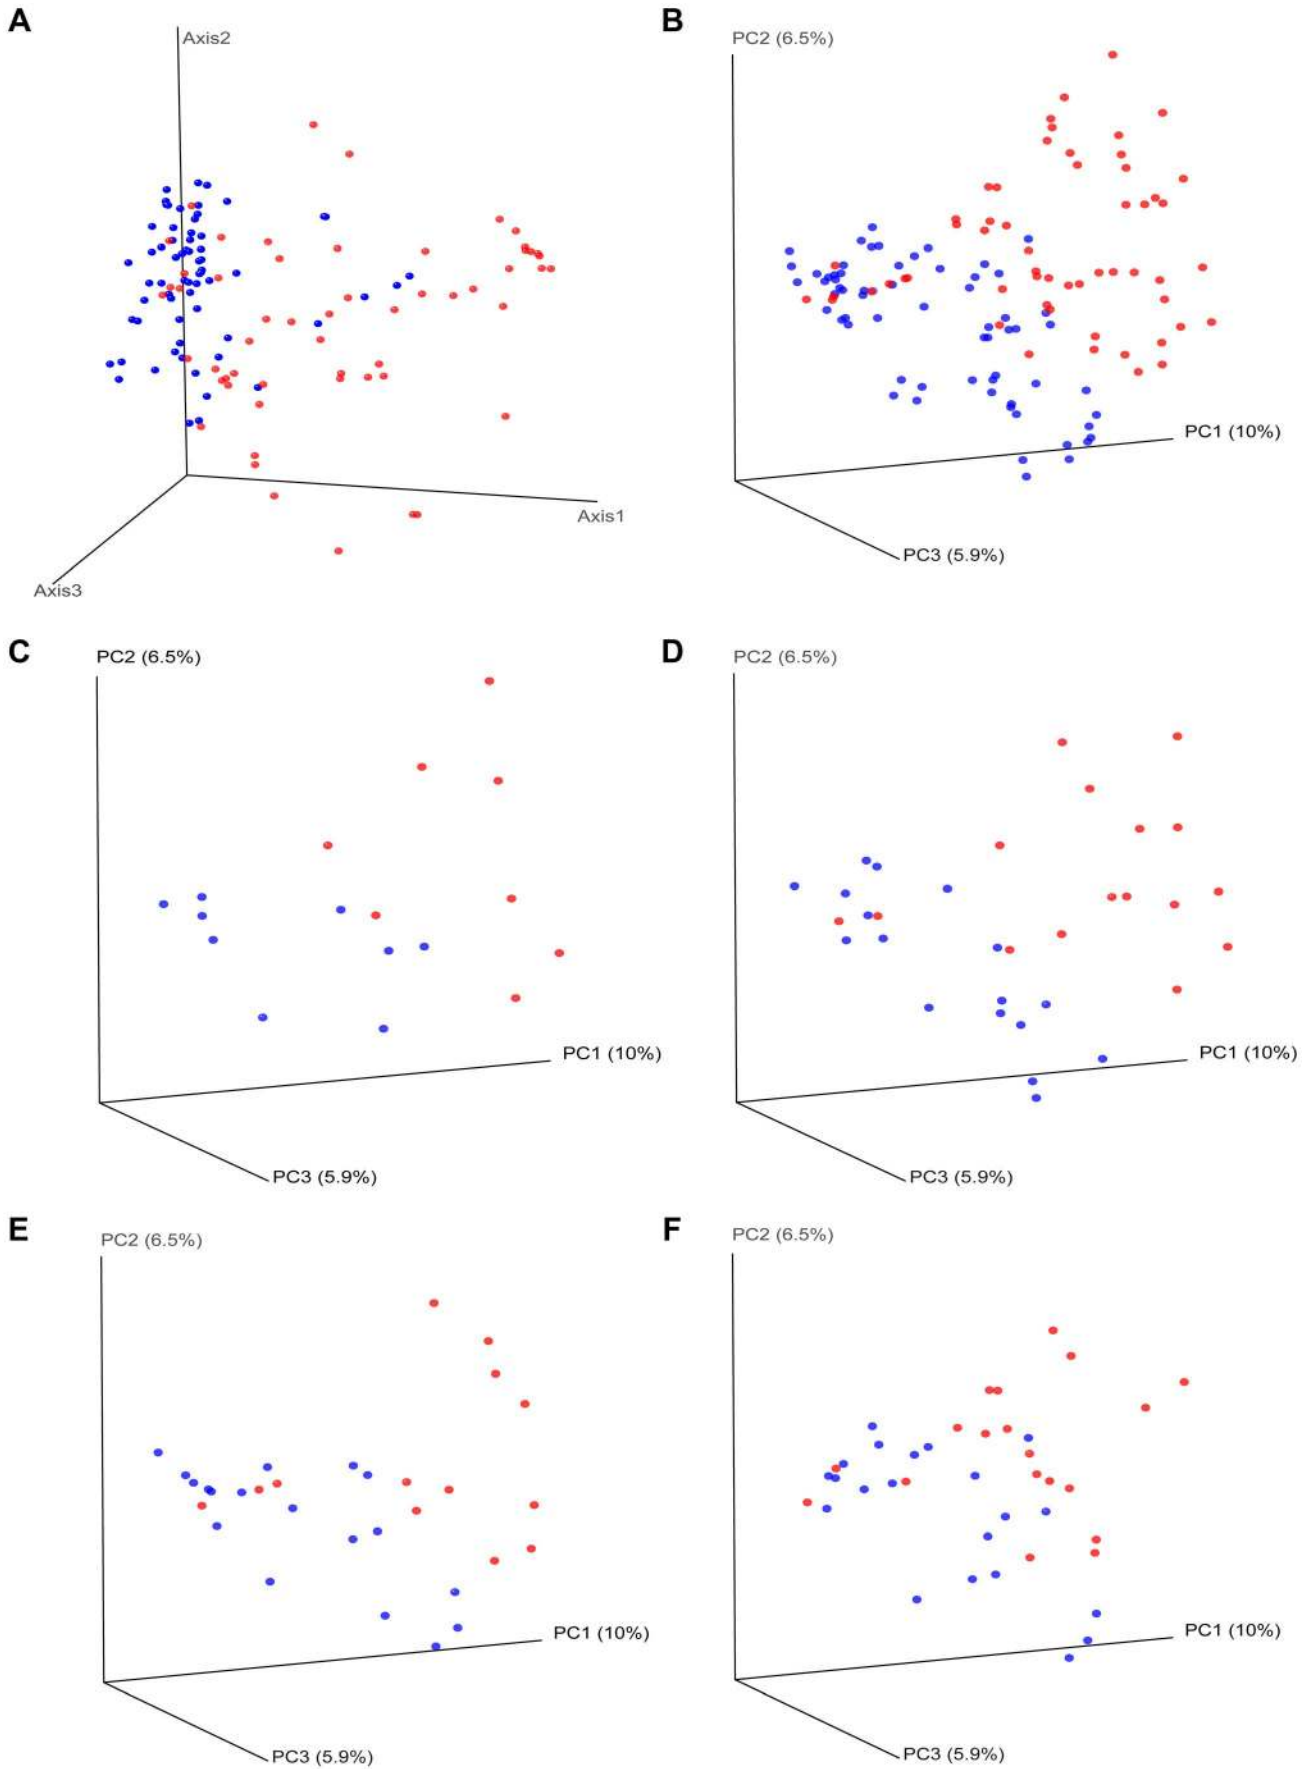 A
Axis2
Axis1
Axis3
B
PC2 (6.5%)
PC1 (10%)
PC3 (5.9%)
C
PC2 (6.5%)
PC1 (10%)
PC3 (5.9%)
D
PC2 (6.5%)
PC1 (10%)
PC3 (5.9%)
E
PC2 (6.5%)
PC1 (10%)
PC3 (5.9%)
F
PC2 (6.5%)
PC1 (10%)
PC3 (5.9%)